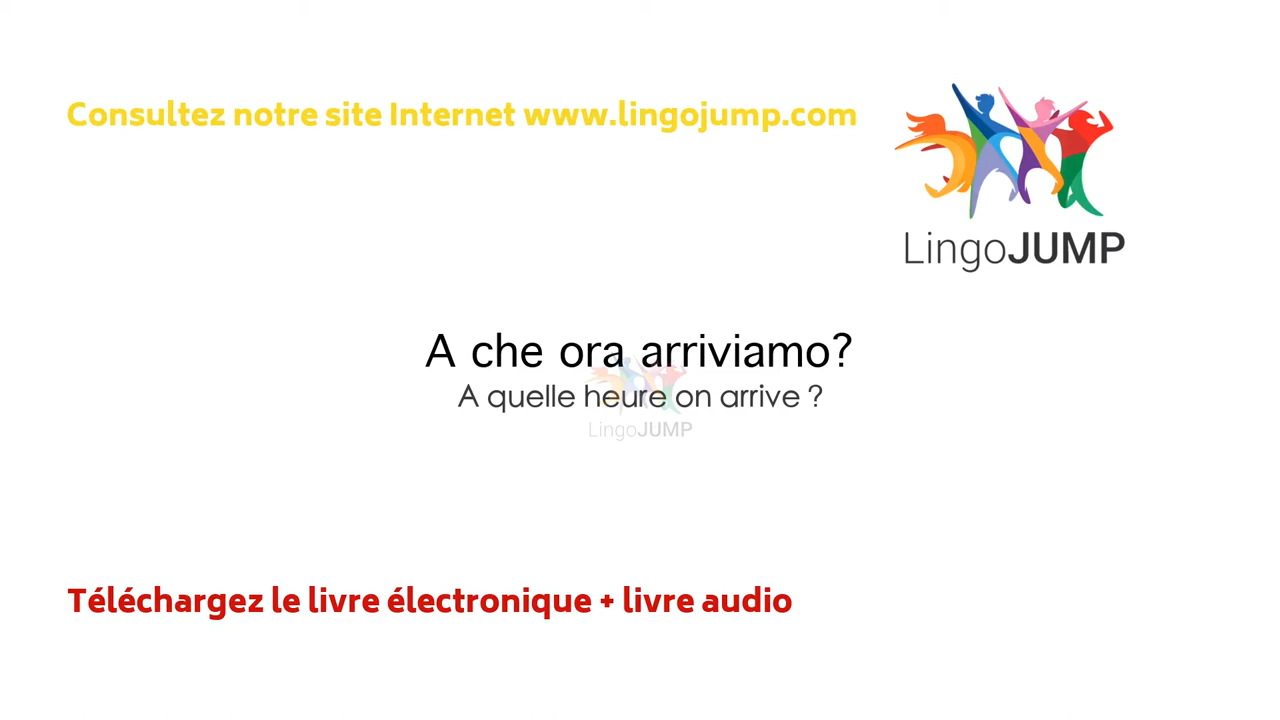 Consultez notre site Internet www.lingojump.com
LingoJUMP
A che ora arriviamo?
A quelle heure on arrive ?
LingoJUMP
Téléchargez le livre électronique + livre audio